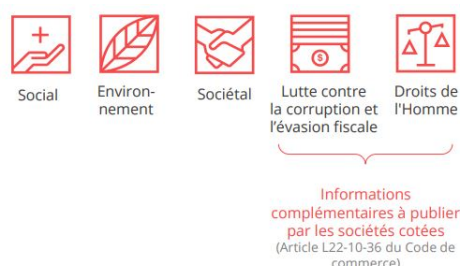 Social
Environ-
nement
Sociétal
Lutte contre
la corruption et
l'évasion fiscale
Droits de
l'Homme
Informations
complémentaires à publier
par les sociétés cotées
(Article L22-10-36 du Code de
commerce)